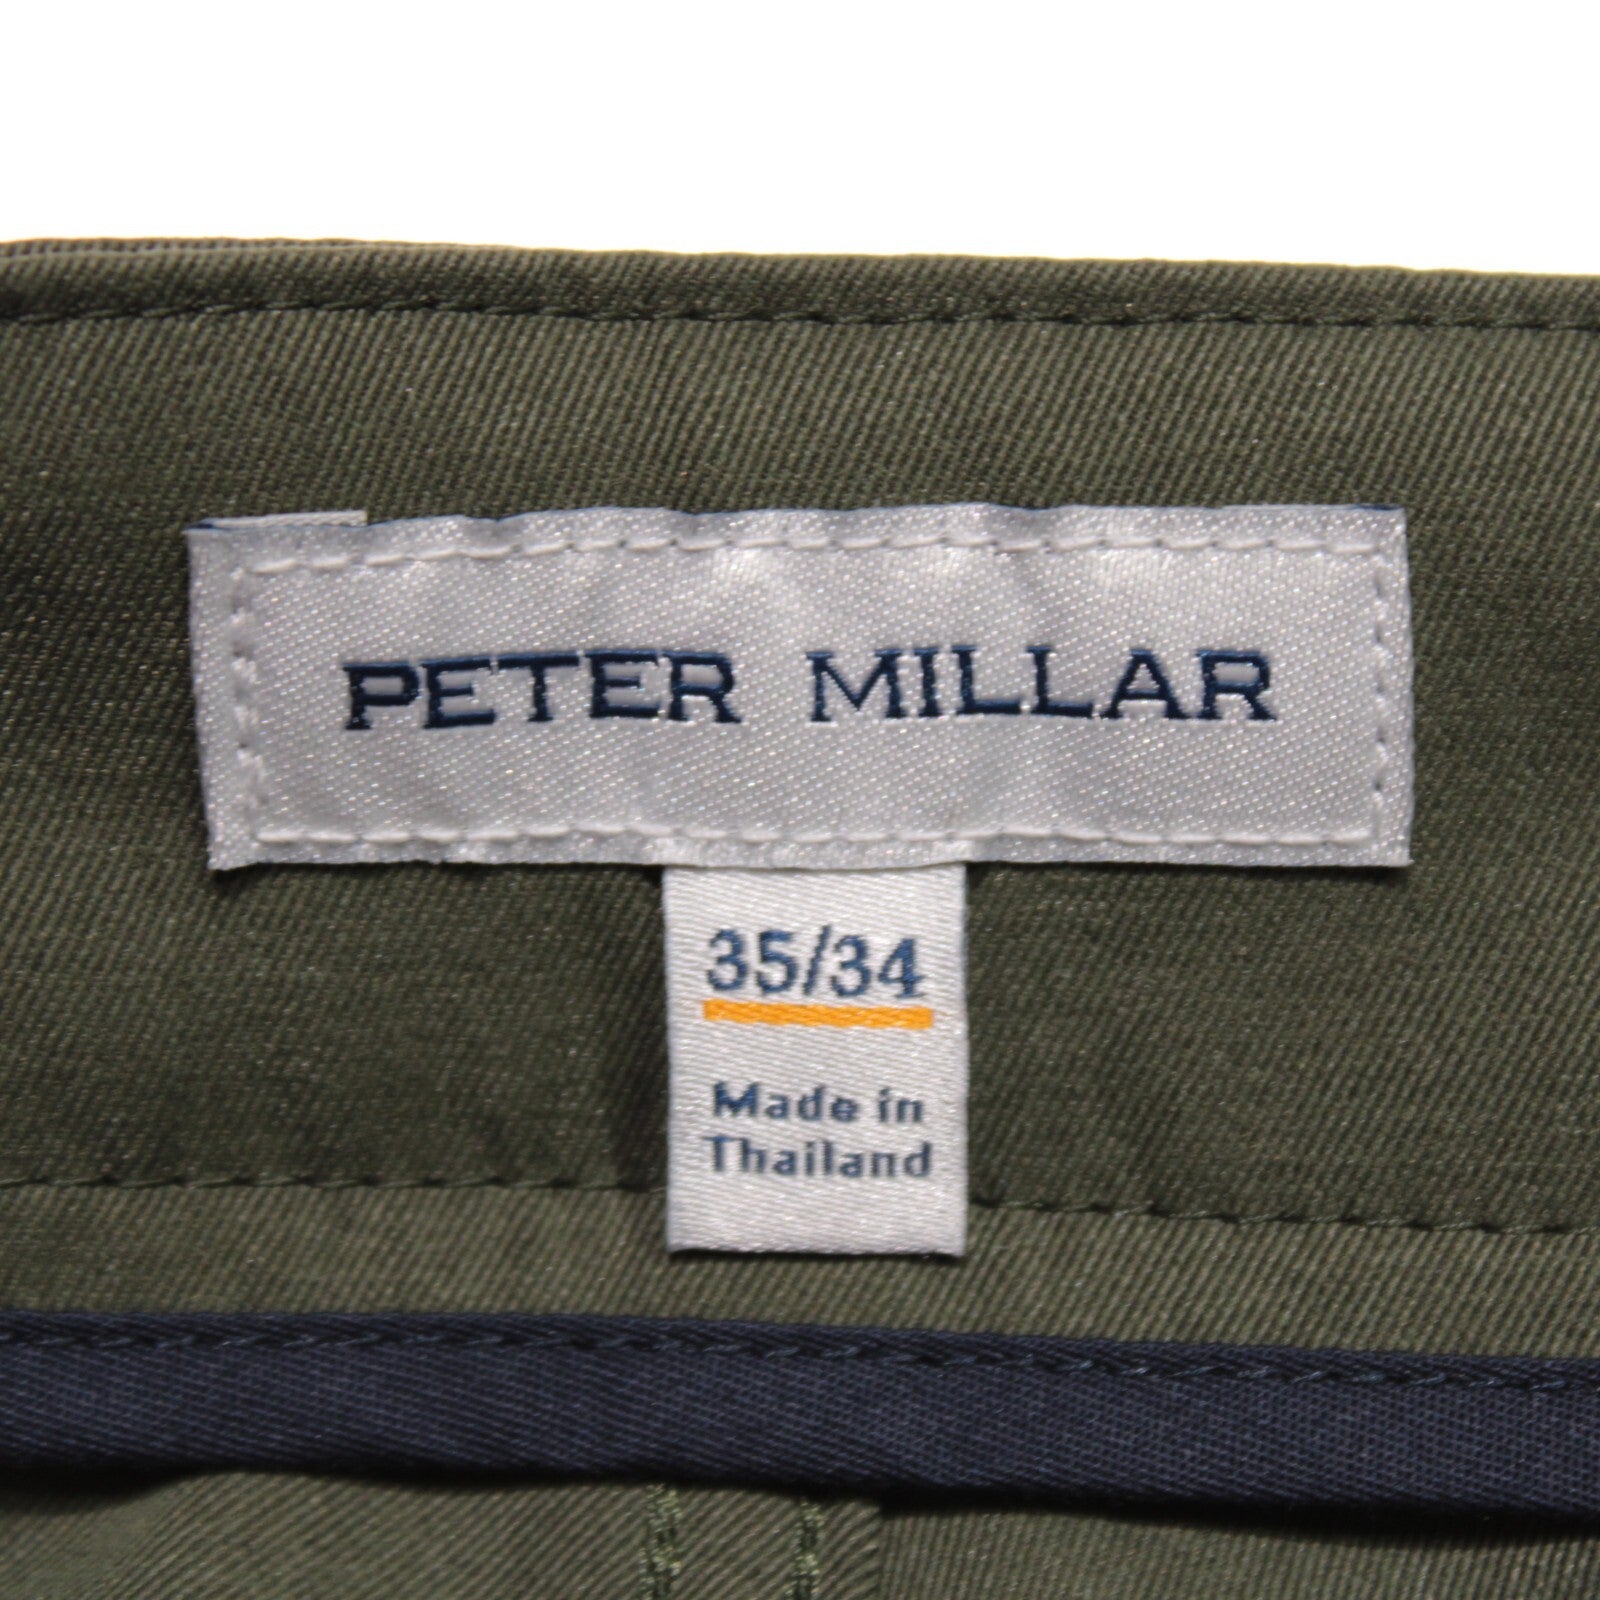 PETER MILLAR
35/34
Made in
Thailand